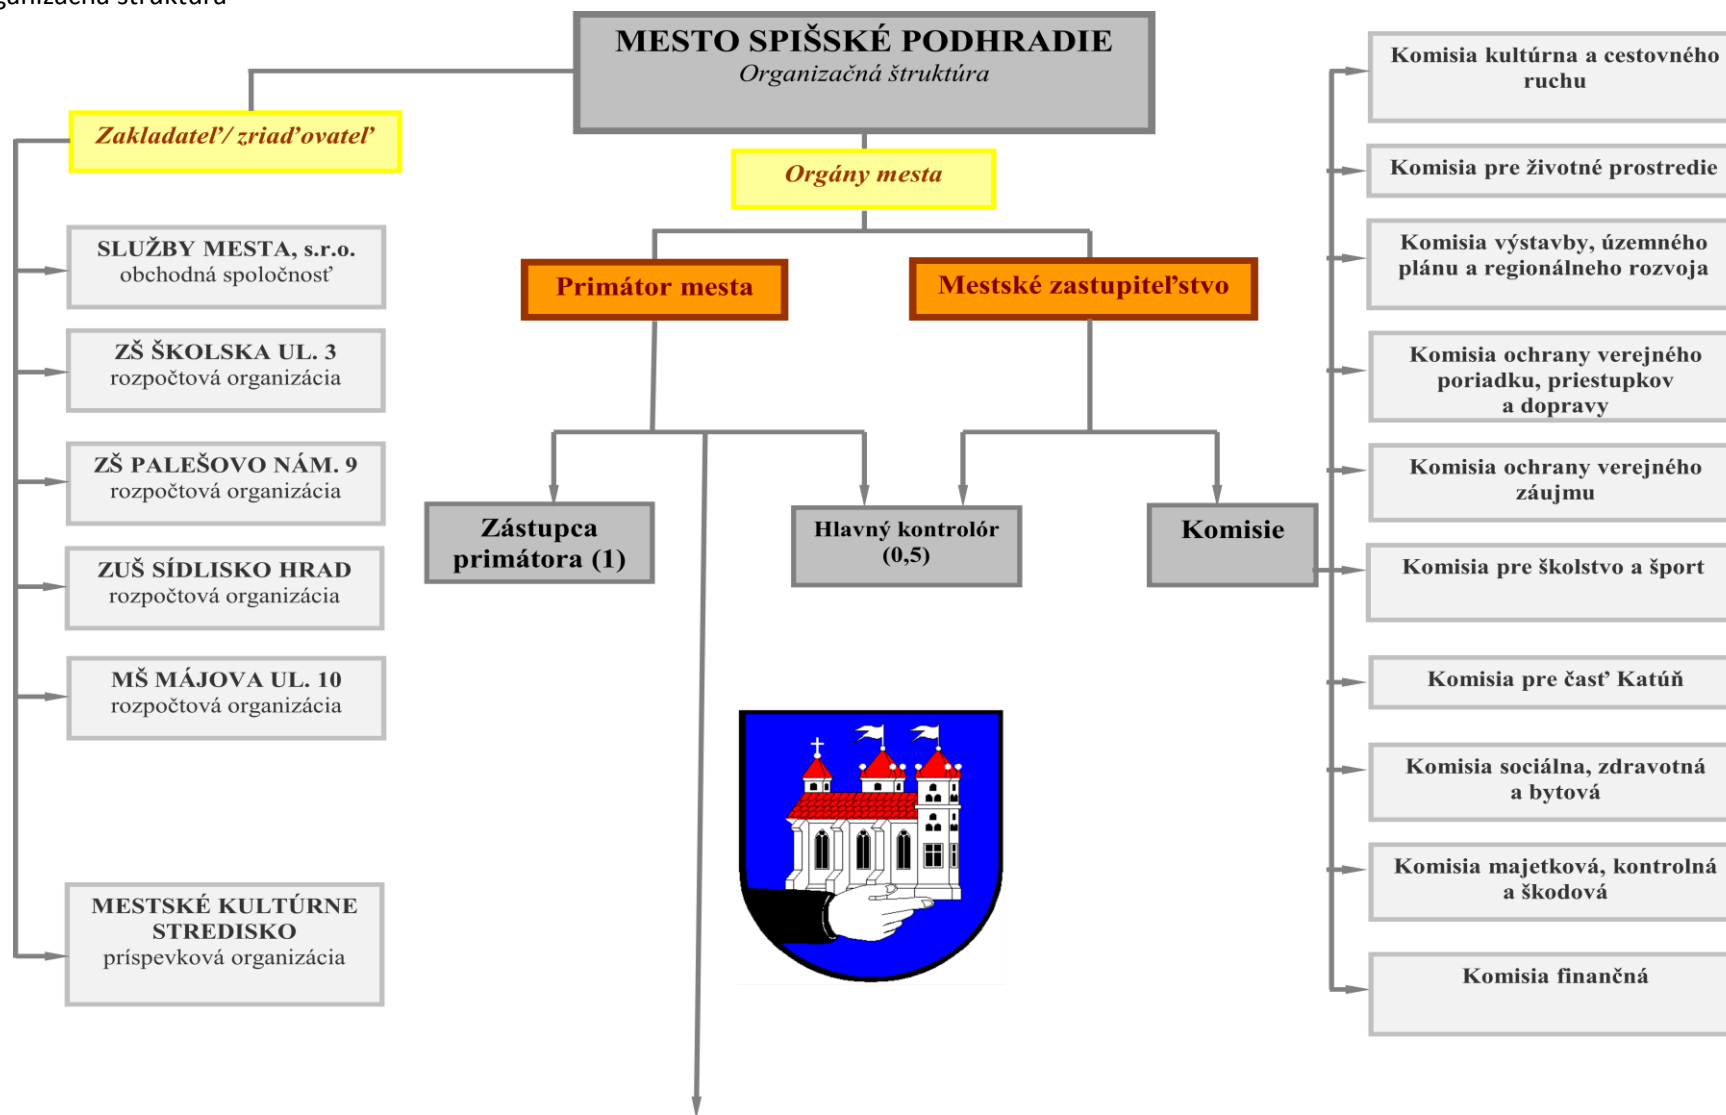 MESTO SPIŠSKÉ PODHRADIE
Organizačná štruktúra
Zakladateľ/ zriaďovateľ
Orgány mesta
SLUŽBY MESTA, s.r.o.
obchodná spoločnosť
ZŠ ŠKOLSKA UL. 3
rozpočtová organizácia
ZŠ PALEŠOVO NÁM. 9
rozpočtová organizácia
ZUŠ SÍDLISKO HRAD
rozpočtová organizácia
MŠ MÁJOVA UL. 10
rozpočtová organizácia
MESTSKÉ KULTÚRNE
STREDISKO
príspevková organizácia
Primátor mesta
Mestské zastupiteľstvo
Zástupca
primátora (1)
Hlavný kontrolór
(0,5)
Komisie
Komisia kultúrna a cestovného
ruchu
Komisia pre životné prostredie
Komisia výstavby, územného
plánu a regionálneho rozvoja
Komisia ochrany verejného
poriadku, priestupkov
a dopravy
Komisia ochrany verejného
záujmu
Komisia pre školstvo a šport
Komisia pre časť Katúň
Komisia sociálna, zdravotná
a bytová
Komisia majetková, kontrolná
a škodová
Komisia finančná